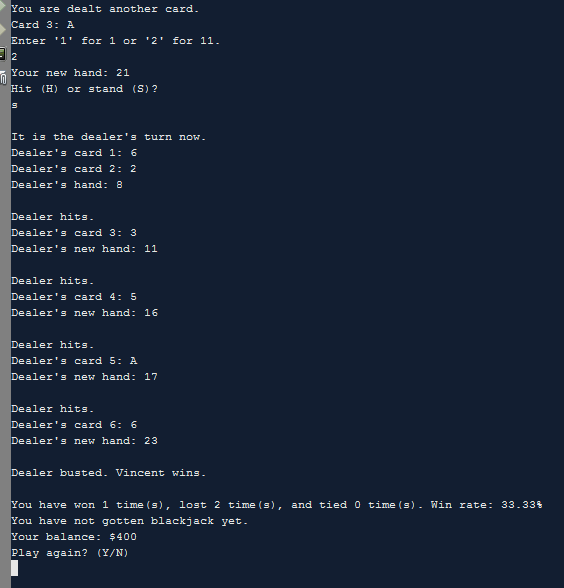 You are dealt another card.
Card 3: A
Enter '1' for 1 or '2' for 11.
2
Your new hand: 21
Hit (H) or stand (S)?
s
It is the dealer's turn now.
Dealer's card 1: 6
Dealer's card 2: 2
Dealer's hand: 8
Dealer hits.
Dealer's card 3: 3
Dealer's new hand: 11
Dealer hits.
Dealer's card 4: 5
Dealer's new hand: 16
Dealer hits.
Dealer's card 5: A
Dealer's new hand: 17
Dealer hits.
Dealer's card 6: 6
Dealer's new hand: 23
Dealer busted. Vincent wins.
You have won 1 time(s), lost 2 time(s), and tied 0 time(s). Win rate: 33.33%
You have not gotten blackjack yet.
Your balance: $400
Play again? (Y/N)